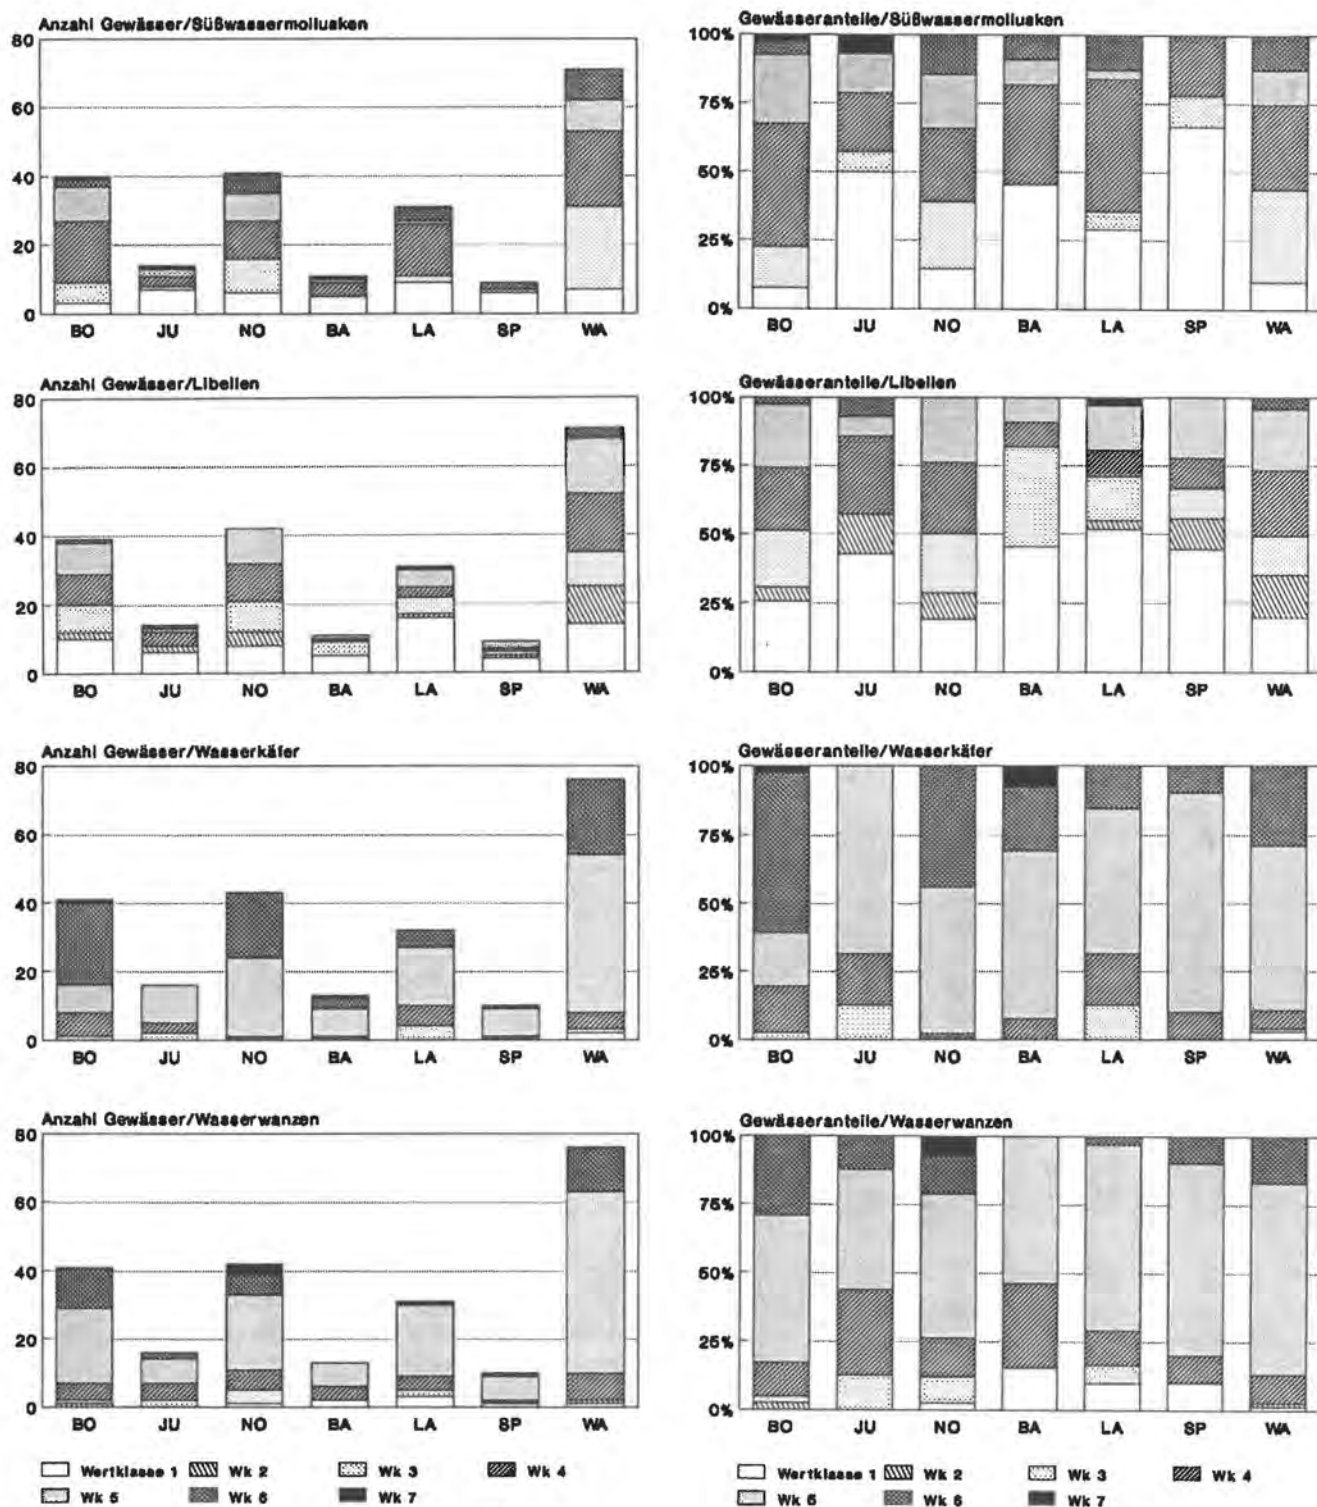 Anzahl Gewässer/Süßwassermollusken
80
60
40
20
0
BO JU NO BA LA SP WA
Gewässeranteile/Süßwassermollusken
100%
75%
50%
25%
0%
BO JU NO BA LA SP WA
Anzahl Gewässer/Libellen
80
60
40
20
0
BO JU NO BA LA SP WA
Gewässeranteile/Libellen
100%
75%
50%
25%
0%
BO JU NO BA LA SP WA
Anzahl Gewässer/Wasserkäfer
80
60
40
20
0
BO JU NO BA LA SP WA
Gewässeranteile/Wasserkäfer
100%
75%
50%
25%
0%
BO JU NO BA LA SP WA
Anzahl Gewässer/Wasserwanzen
80
60
40
20
0
BO JU NO BA LA SP WA
Gewässeranteile/Wasserwanzen
100%
75%
50%
25%
0%
BO JU NO BA LA SP WA
Wertklasse 1 Wk 2 Wk 3 Wk 4
Wk 5 Wk 6 Wk 7
Wertklasse 1 Wk 2 Wk 3 Wk 4
Wk 5 Wk 6 Wk 7